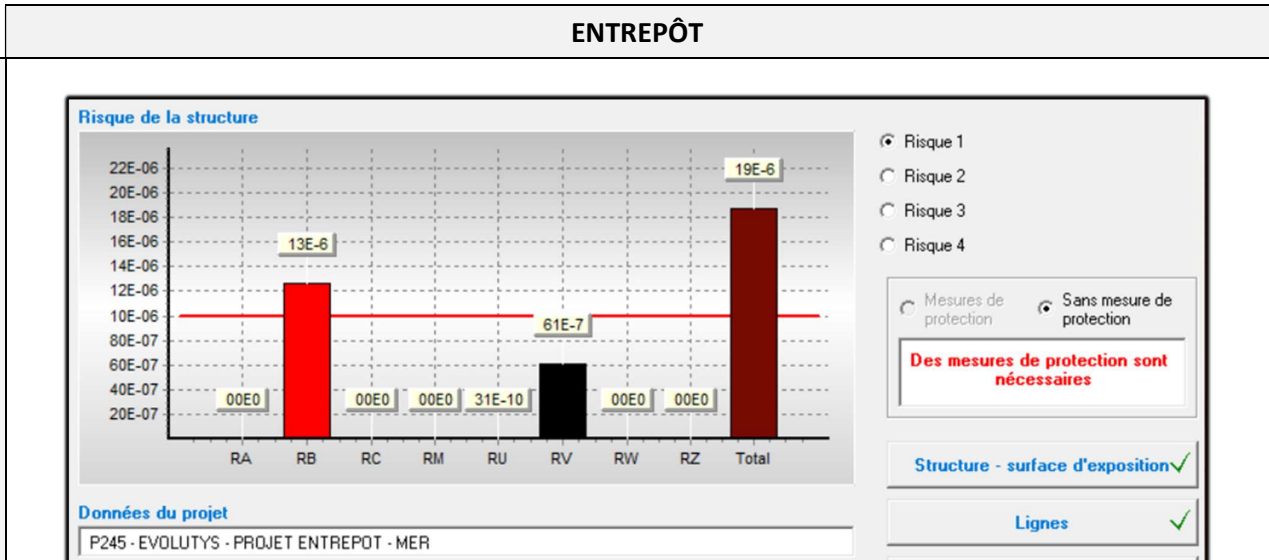 ENTREPÔT
Risque de la structure
22E-06
20E-06
18E-06
16E-06
14E-06
12E-06
10E-06
80E-07
60E-07
40E-07
20E-07
00E0
13E-6
00E0
00E0
31E-10
61E-7
00E0
00E0
19E-6
RA RB RC RM RU RV RW RZ Total
Risque 1
Risque 2
Risque 3
Risque 4
Mesures de
protection
Sans mesure de
protection
Des mesures de protection sont
nécessaires
Structure - surface d'exposition
Lignes
Données du projet
P245 - EVOLUTYS - PROJET ENTREPOT - MER